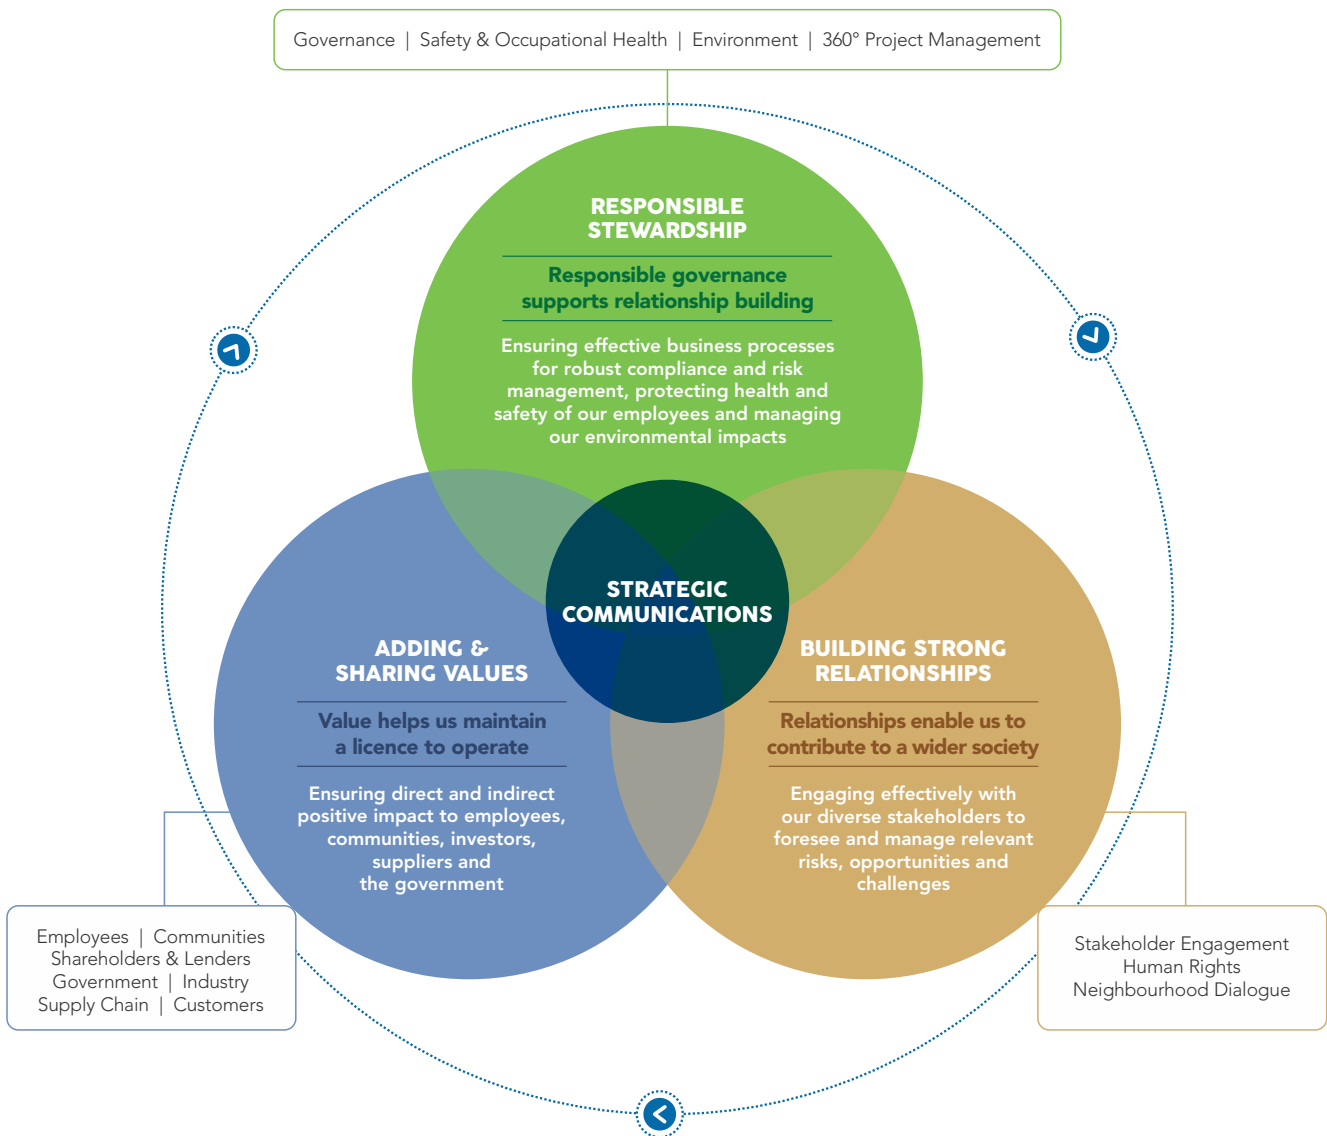 Governance | Safety & Occupational Health | Environment | 360° Project Management
RESPONSIBLE
STEWARDSHIP
Responsible governance
supports relationship building
Ensuring effective business processes
for robust compliance and risk
management, protecting health and
safety of our employees and managing
our environmental impacts
STRATEGIC
COMMUNICATIONS
ADDING &
SHARING VALUES
Value helps us maintain
a licence to operate
Ensuring direct and indirect
positive impact to employees,
communities, investors,
suppliers and
the government
BUILDING STRONG
RELATIONSHIPS
Relationships enable us to
contribute to a wider society
Engaging effectively with
our diverse stakeholders to
foresee and manage relevant
risks, opportunities and
challenges
Employees | Communities
Shareholders & Lenders
Government | Industry
Supply Chain | Customers
Stakeholder Engagement
Human Rights
Neighbourhood Dialogue